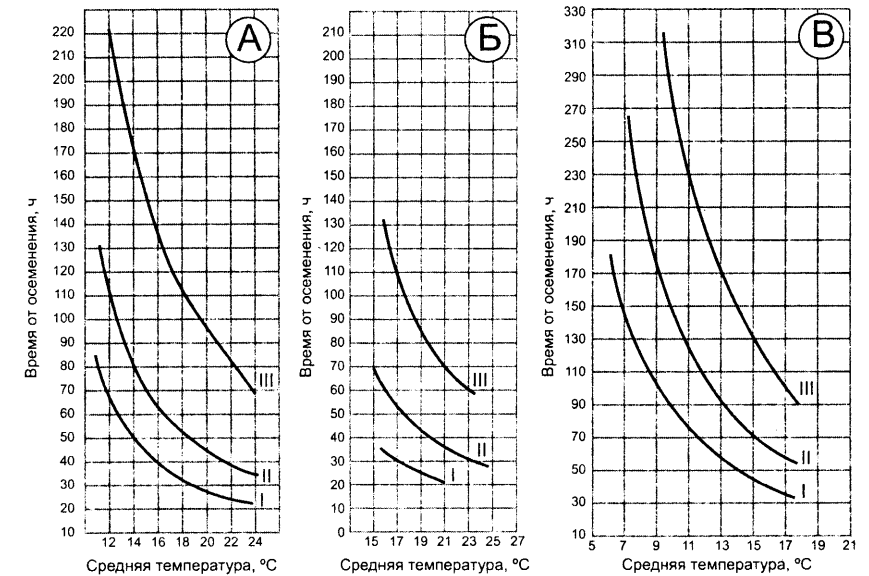 А
Время от осеменения, ч
220
210
200
190
180
170
160
150
140
130
120
110
100
90
80
70
60
50
40
30
20
10
III
II
I
12 14 16 18 20 22 24
Средняя температура, ºС
Б
Время от осеменения, ч
210
200
190
180
170
160
150
140
130
120
110
100
90
80
70
60
50
40
30
20
10
0
III
II
I
15 17 19 21 23 25 27
Средняя температура, ºС
В
Время от осеменения, ч
330
310
290
270
250
230
210
190
170
150
130
110
90
70
50
30
10
III
II
I
5 7 9 11 13 15 17 19 21
Средняя температура, ºС